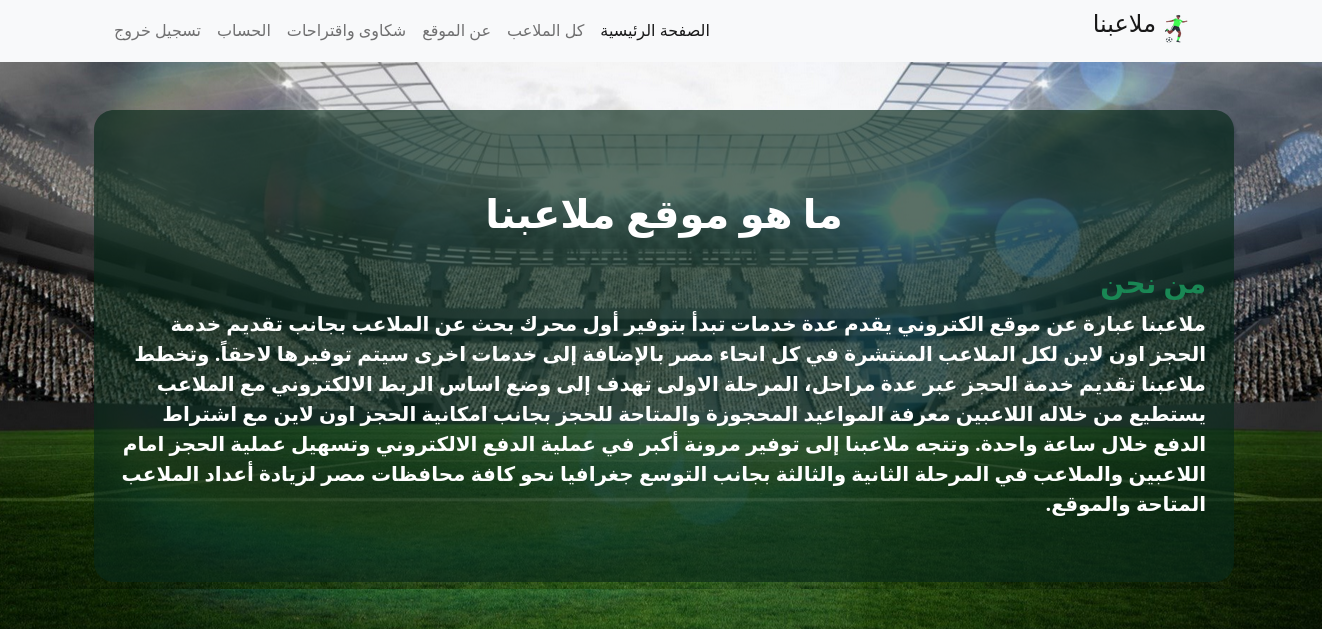 ملاعبنا
الصفحة الرئيسية
كل الملاعب
عن الموقع
شكاوى واقتراحات
الحساب
تسجيل خروج
ما هو موقع ملاعبنا
من نحن
ملاعبنا عبارة عن موقع الكتروني يقدم عدة خدمات تبدأ بتوفير أول محرك بحث عن الملاعب بجانب تقديم خدمة
الحجز اون لاين لكل الملاعب المنتشرة في كل انحاء مصر بالإضافة إلى خدمات اخرى سيتم توفيرها لاحقاً. وتخطط
ملاعبنا تقديم خدمة الحجز عبر عدة مراحل، المرحلة الاولى تهدف إلى وضع اساس الربط الالكتروني مع الملاعب
يستطيع من خلاله اللاعبين معرفة المواعيد المحجوزة والمتاحة للحجز بجانب امكانية الحجز اون لاين مع اشتراط
الدفع خلال ساعة واحدة. وتتجه ملاعبنا إلى توفير مرونة أكبر في عملية الدفع الالكتروني وتسهيل عملية الحجز امام
اللاعبين والملاعب في المرحلة الثانية والثالثة بجانب التوسع جغرافيا نحو كافة محافظات مصر لزيادة أعداد الملاعب
المتاحة والموقع.